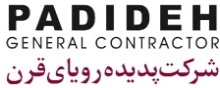 PADIDEH
GENERAL CONTRACTOR
شرکت پدیده رویای قرن